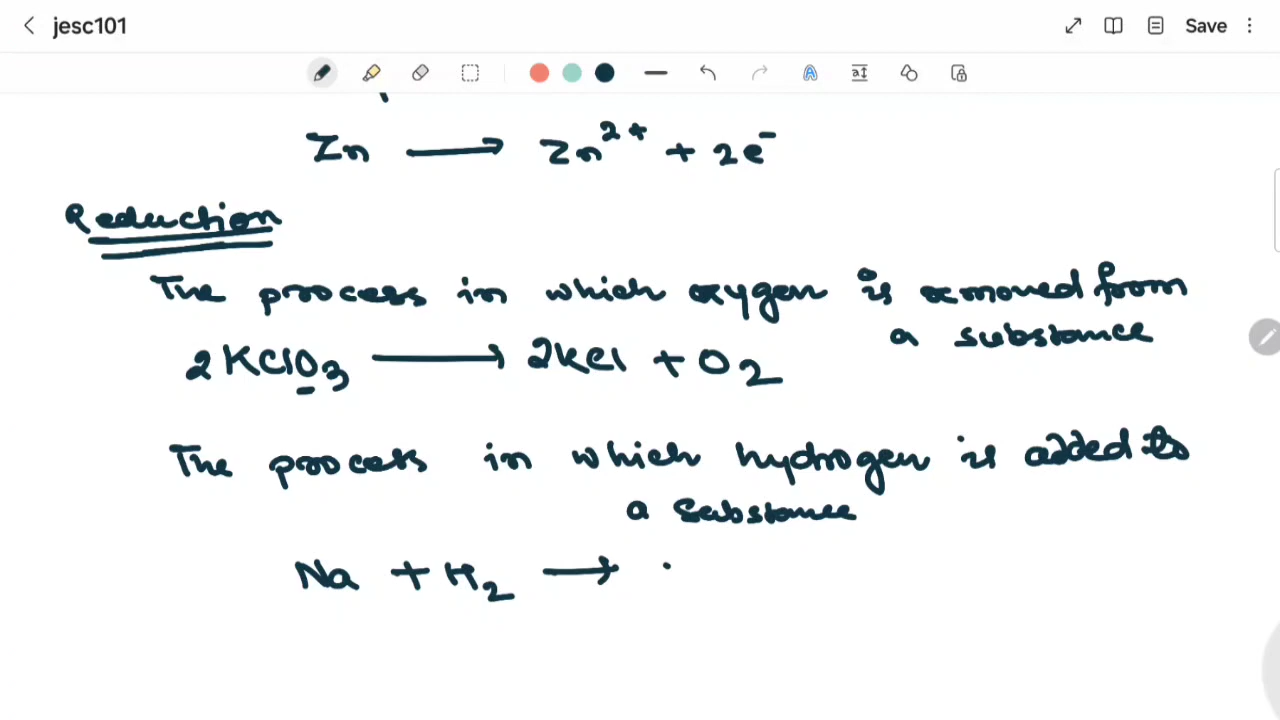 jesc101
Save
Zn ⟶ Zn²⁺ + 2e⁻
Reduction
The process in which oxygen is removed from
a substance
2KClO₃ ⟶ 2KCl + O₂
The process in which hydrogen is added to
a substance
Na + H₂ ⟶